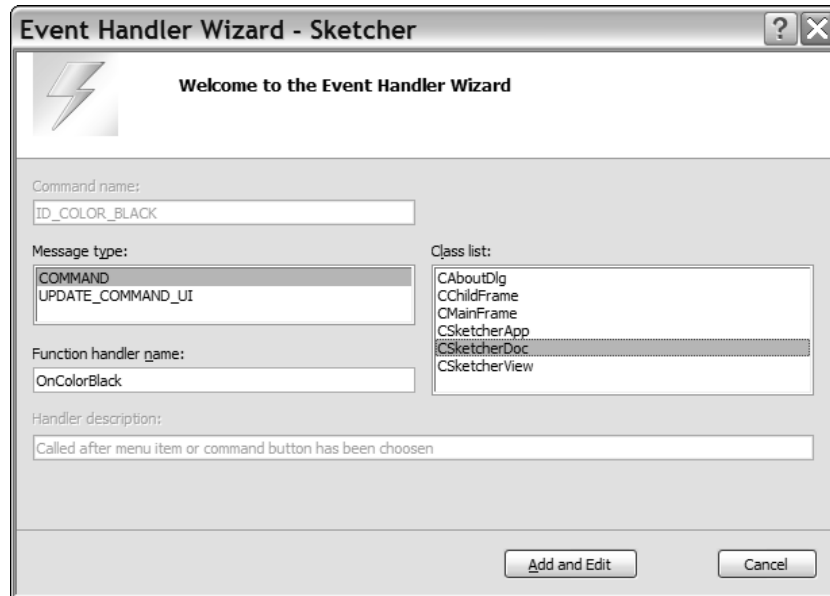 Event Handler Wizard - Sketcher
Welcome to the Event Handler Wizard
Command name:
ID_COLOR_BLACK
Message type:
COMMAND
UPDATE_COMMAND_UI
Class list:
CAboutDlg
CChildFrame
CMainFrame
CSketcherApp
CSketcherDoc
CSketcherView
Function handler name:
OnColorBlack
Handler description:
Called after menu item or command button has been choosen
Add and Edit
Cancel